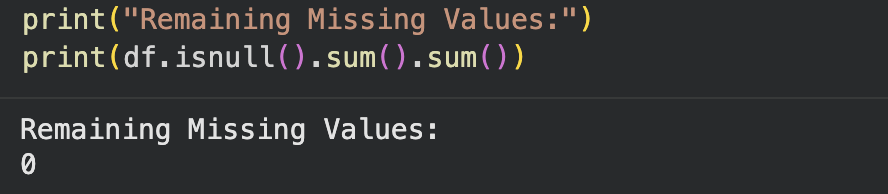 print("Remaining Missing Values:")
print(df.isnull().sum().sum())
Remaining Missing Values:
0